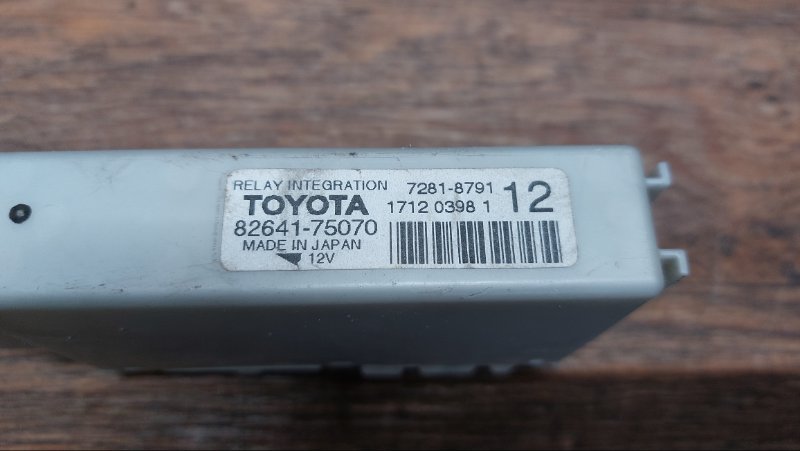 RELAY INTEGRATION 7281-8791 12
TOYOTA 1712 0398 1
82641-75070
MADE IN JAPAN
12V